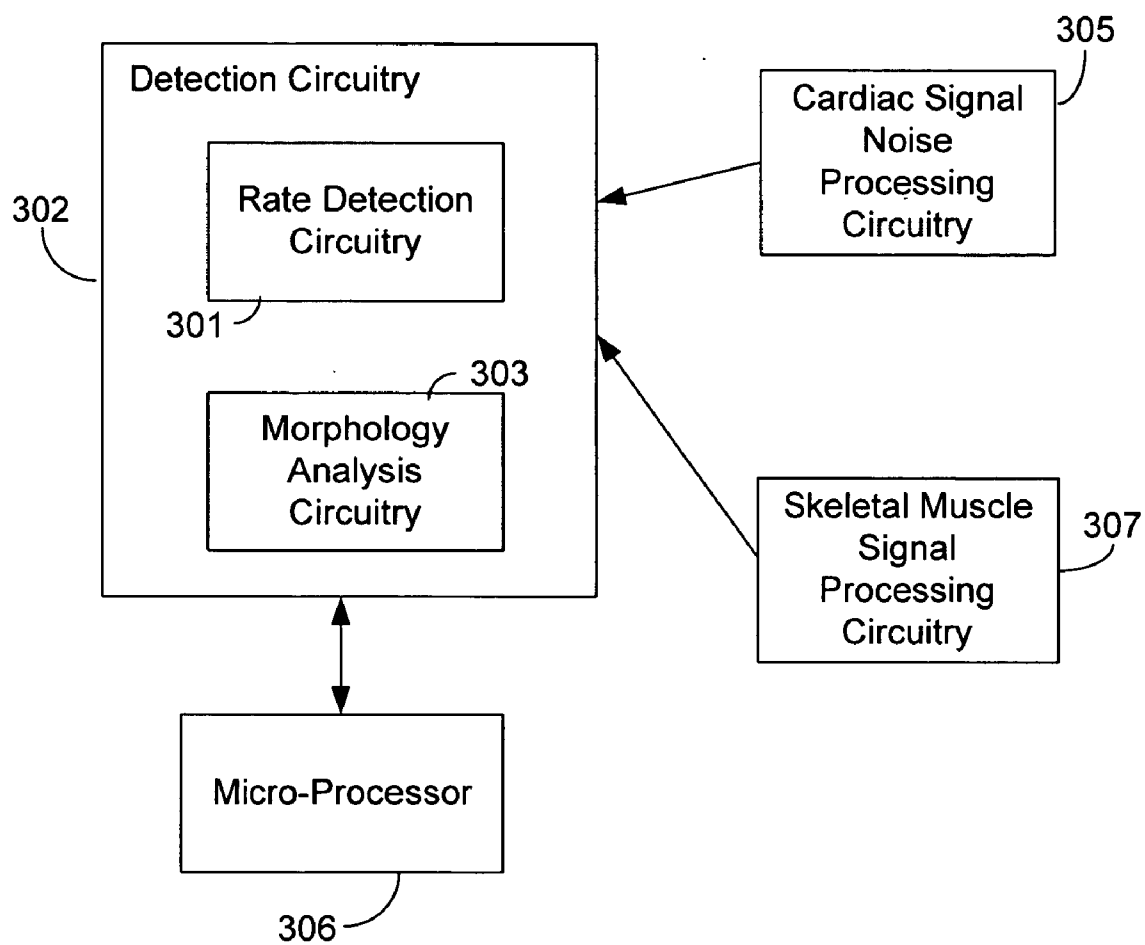 305
Detection Circuitry
Cardiac Signal
Noise
Processing
Circuitry
Rate Detection
Circuitry
302
301
303
Morphology
Analysis
Circuitry
Skeletal Muscle
Signal
Processing
Circuitry
307
Micro-Processor
306